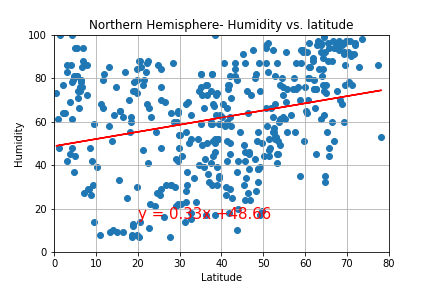 Northern Hemisphere- Humidity vs. latitude
100
80
60
40
20
0
Humidity
y = 0.33x +48.66
0 10 20 30 40 50 60 70 80
Latitude